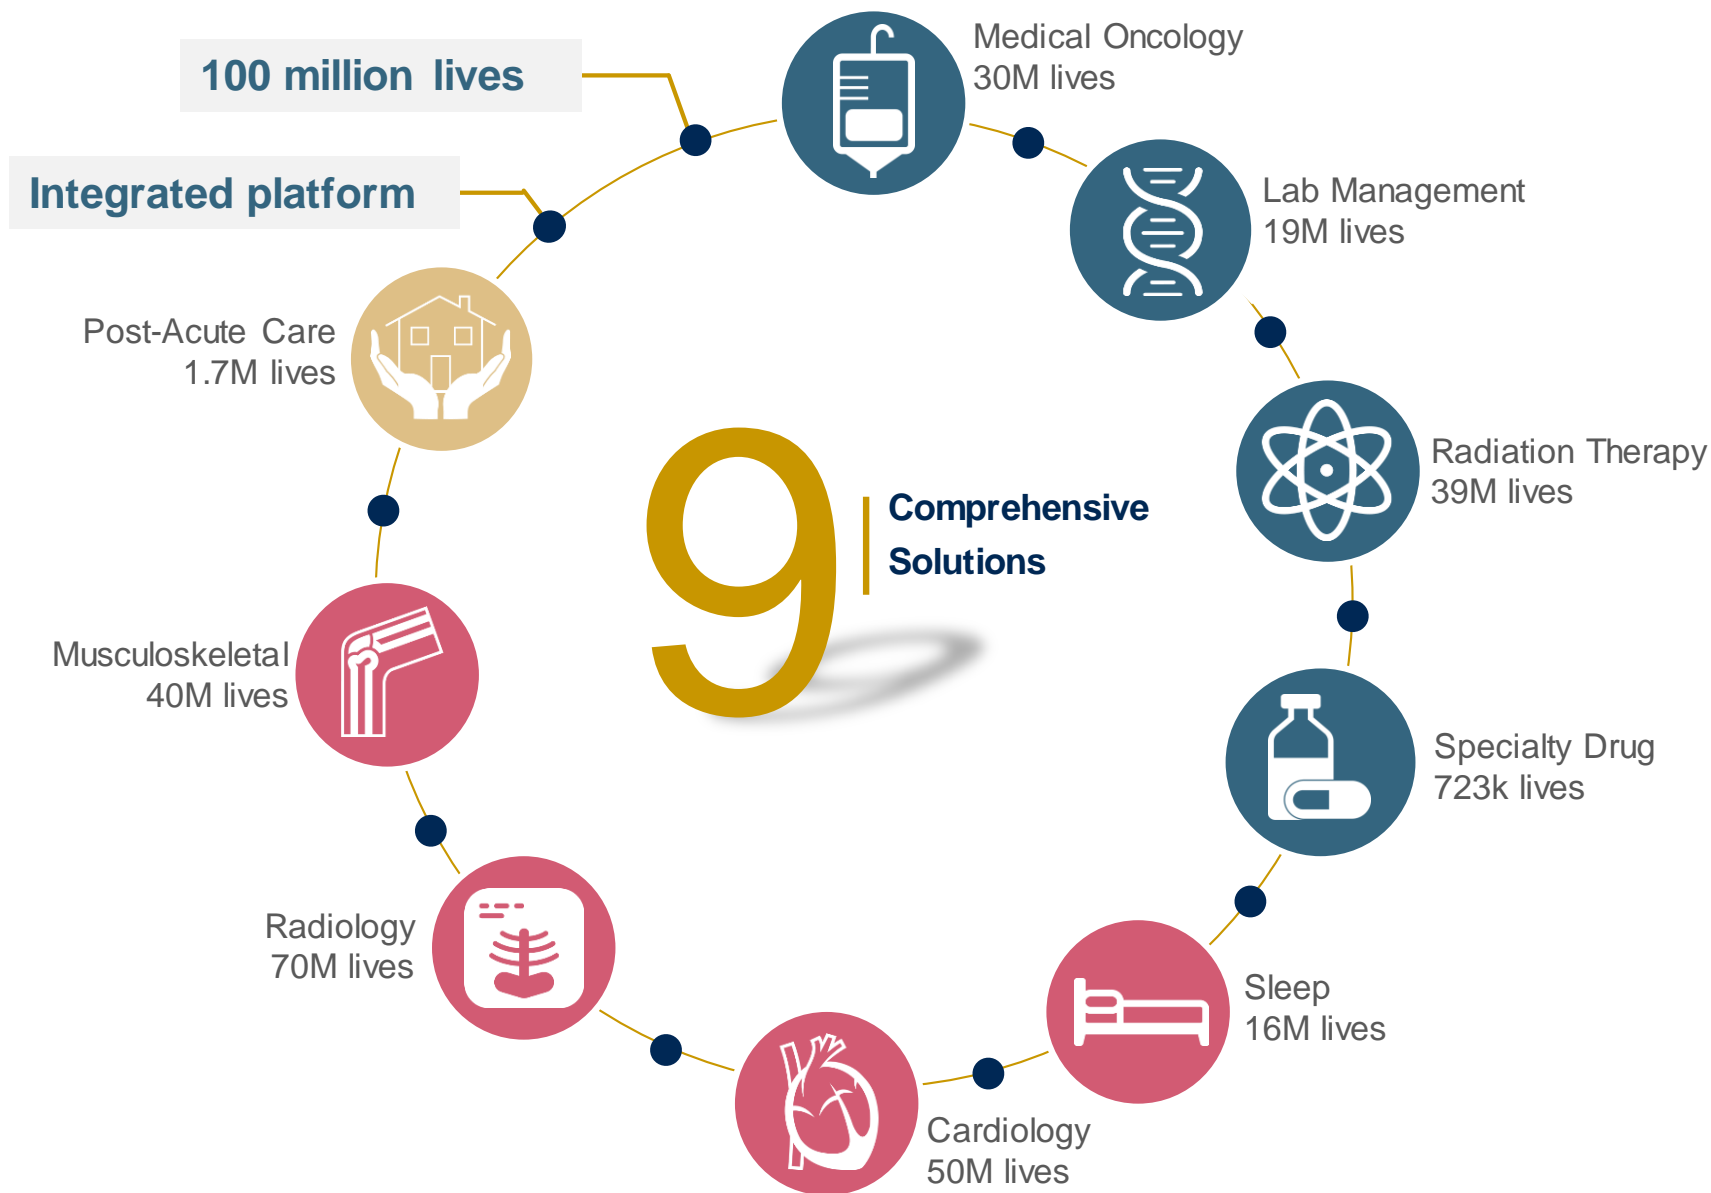 100 million lives
Integrated platform
Medical Oncology
30M lives
Lab Management
19M lives
Radiation Therapy
39M lives
Specialty Drug
723k lives
Sleep
16M lives
Cardiology
50M lives
Radiology
70M lives
Musculoskeletal
40M lives
Post-Acute Care
1.7M lives
9
Comprehensive
Solutions